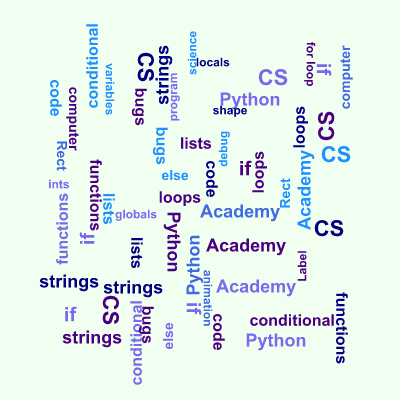 conditional
science
strings
CS
locals
for loop
if
computer
variables
program
CS
code
computer
bugs
Python
shape
loops
CS
bugs
lists
debug
Rect
CS
functions
else
code
if
loops
ints
Academy
Rect
functions
lists
loops
globals
Academy
Python
CS
if
lists
Python
Academy
Label
strings
strings
animation
Academy
CS
if
conditional
bugs
if
code
conditional
functions
strings
else
Python